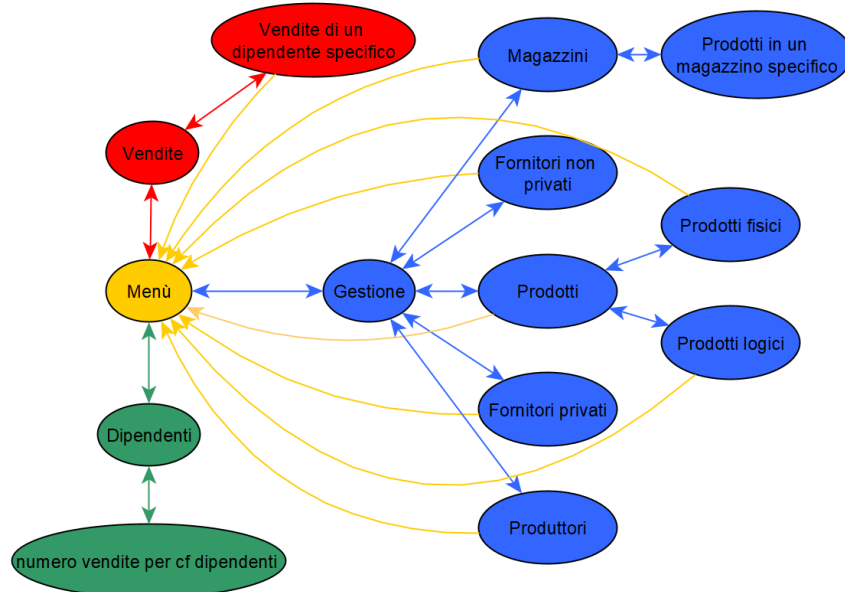 Vendite di un
dipendente specifico
Magazzini
Prodotti in un
magazzino specifico
Vendite
Fornitori non
privati
Prodotti fisici
Menù
Gestione
Prodotti
Prodotti logici
Fornitori privati
Dipendenti
Produttori
numero vendite per cf dipendenti